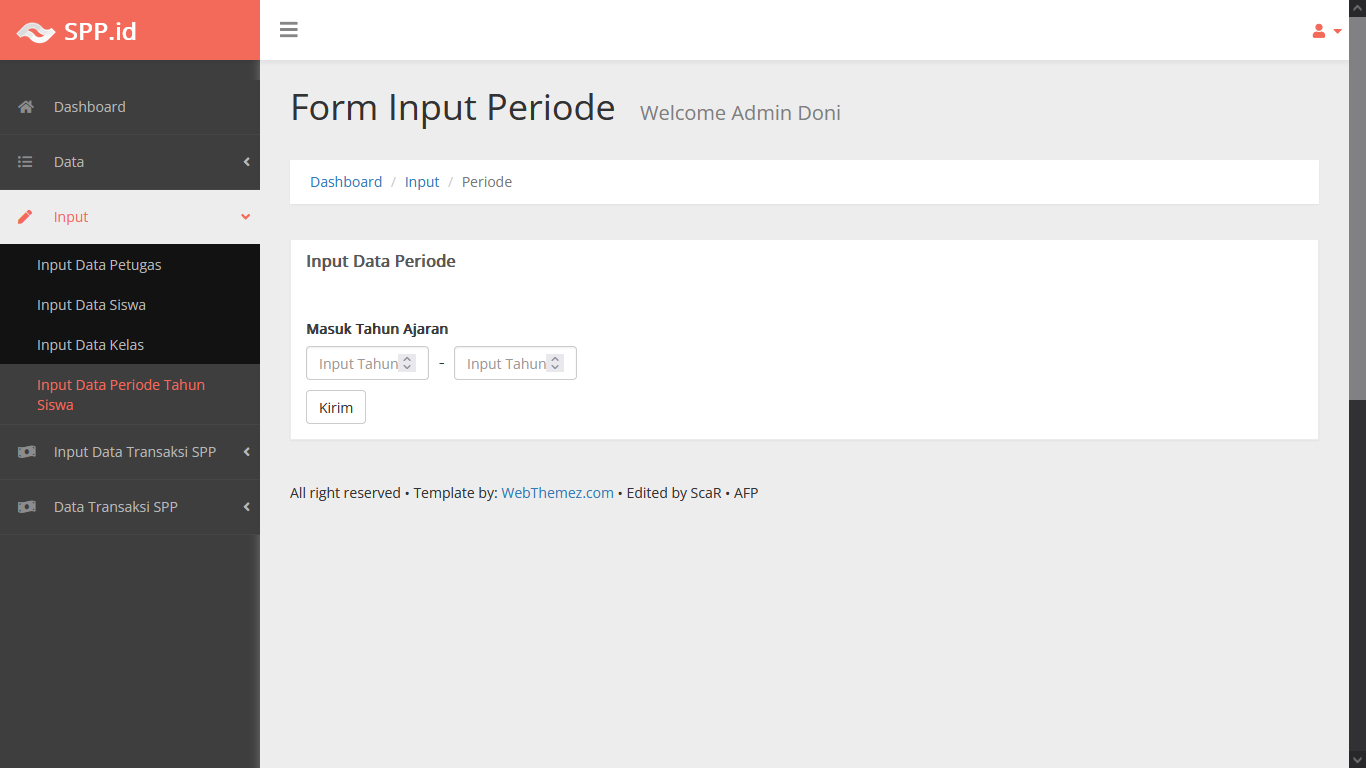 SPP.id
Dashboard
Data
Input
Input Data Petugas
Input Data Siswa
Input Data Kelas
Input Data Periode Tahun
Siswa
Input Data Transaksi SPP
Data Transaksi SPP
Form Input Periode Welcome Admin Doni
Dashboard / Input / Periode
Input Data Periode
Masuk Tahun Ajaran
Input Tahun - Input Tahun
Kirim
All right reserved • Template by: WebThemez.com • Edited by ScaR • AFP